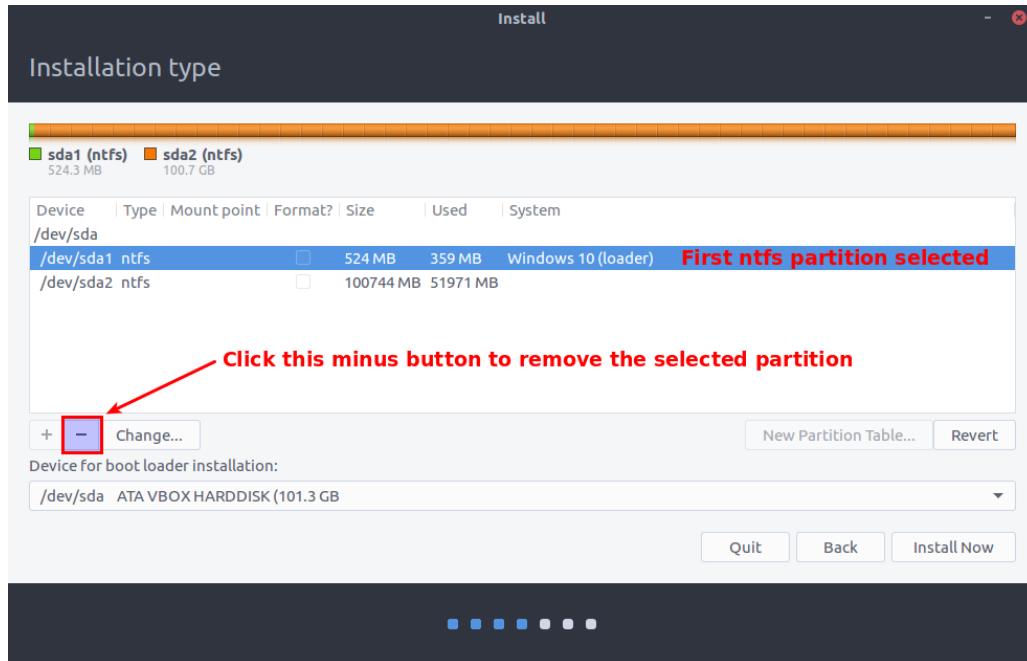 Install
Installation type
sda1 (ntfs) sda2 (ntfs)
524.3 MB 100.7 GB
Device Type Mount point Format? Size Used System
/dev/sda
/dev/sda1 ntfs 524 MB 359 MB Windows 10 (loader) First ntfs partition selected
/dev/sda2 ntfs 100744 MB 51971 MB
Click this minus button to remove the selected partition
+ − Change... New Partition Table... Revert
Device for boot loader installation:
/dev/sda ATA VBOX HARDDISK (101.3 GB
Quit Back Install Now